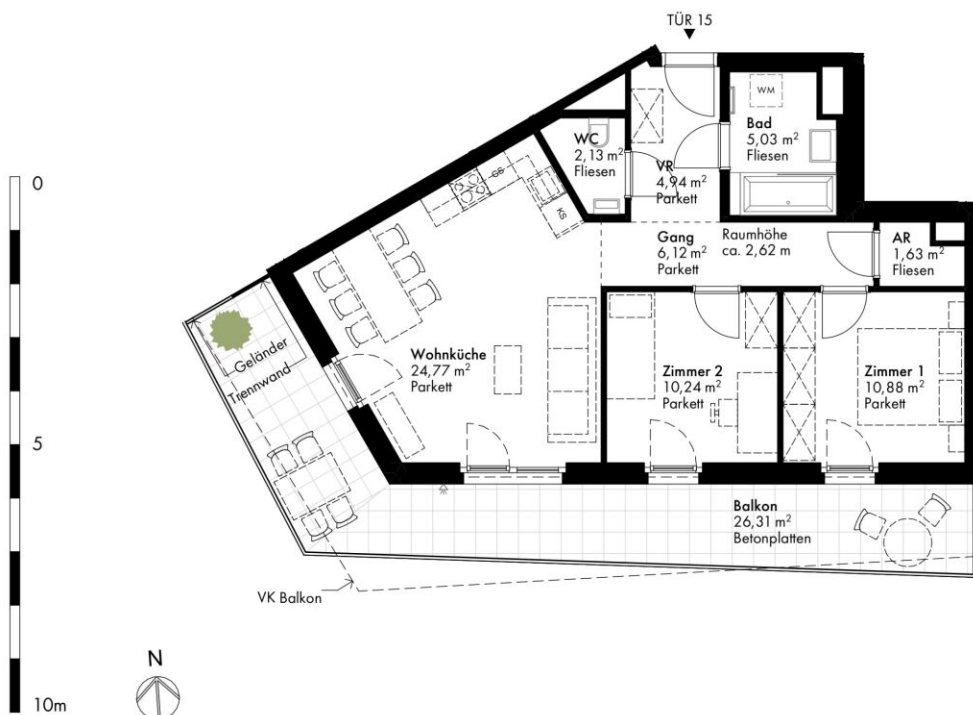 TÜR 15
WM
Bad
5,03 m²
Fliesen
WC
2,13 m²
Fliesen
VR
4,94 m²
Parkett
GS
KS
Gang
6,12 m²
Parkett
Raumhöhe
ca. 2,62 m
AR
1,63 m²
Fliesen
Geländer
Trennwand
Wohnküche
24,77 m²
Parkett
Zimmer 2
10,24 m²
Parkett
Zimmer 1
10,88 m²
Parkett
Balkon
26,31 m²
Betonplatten
VK Balkon
0
5
10m
N